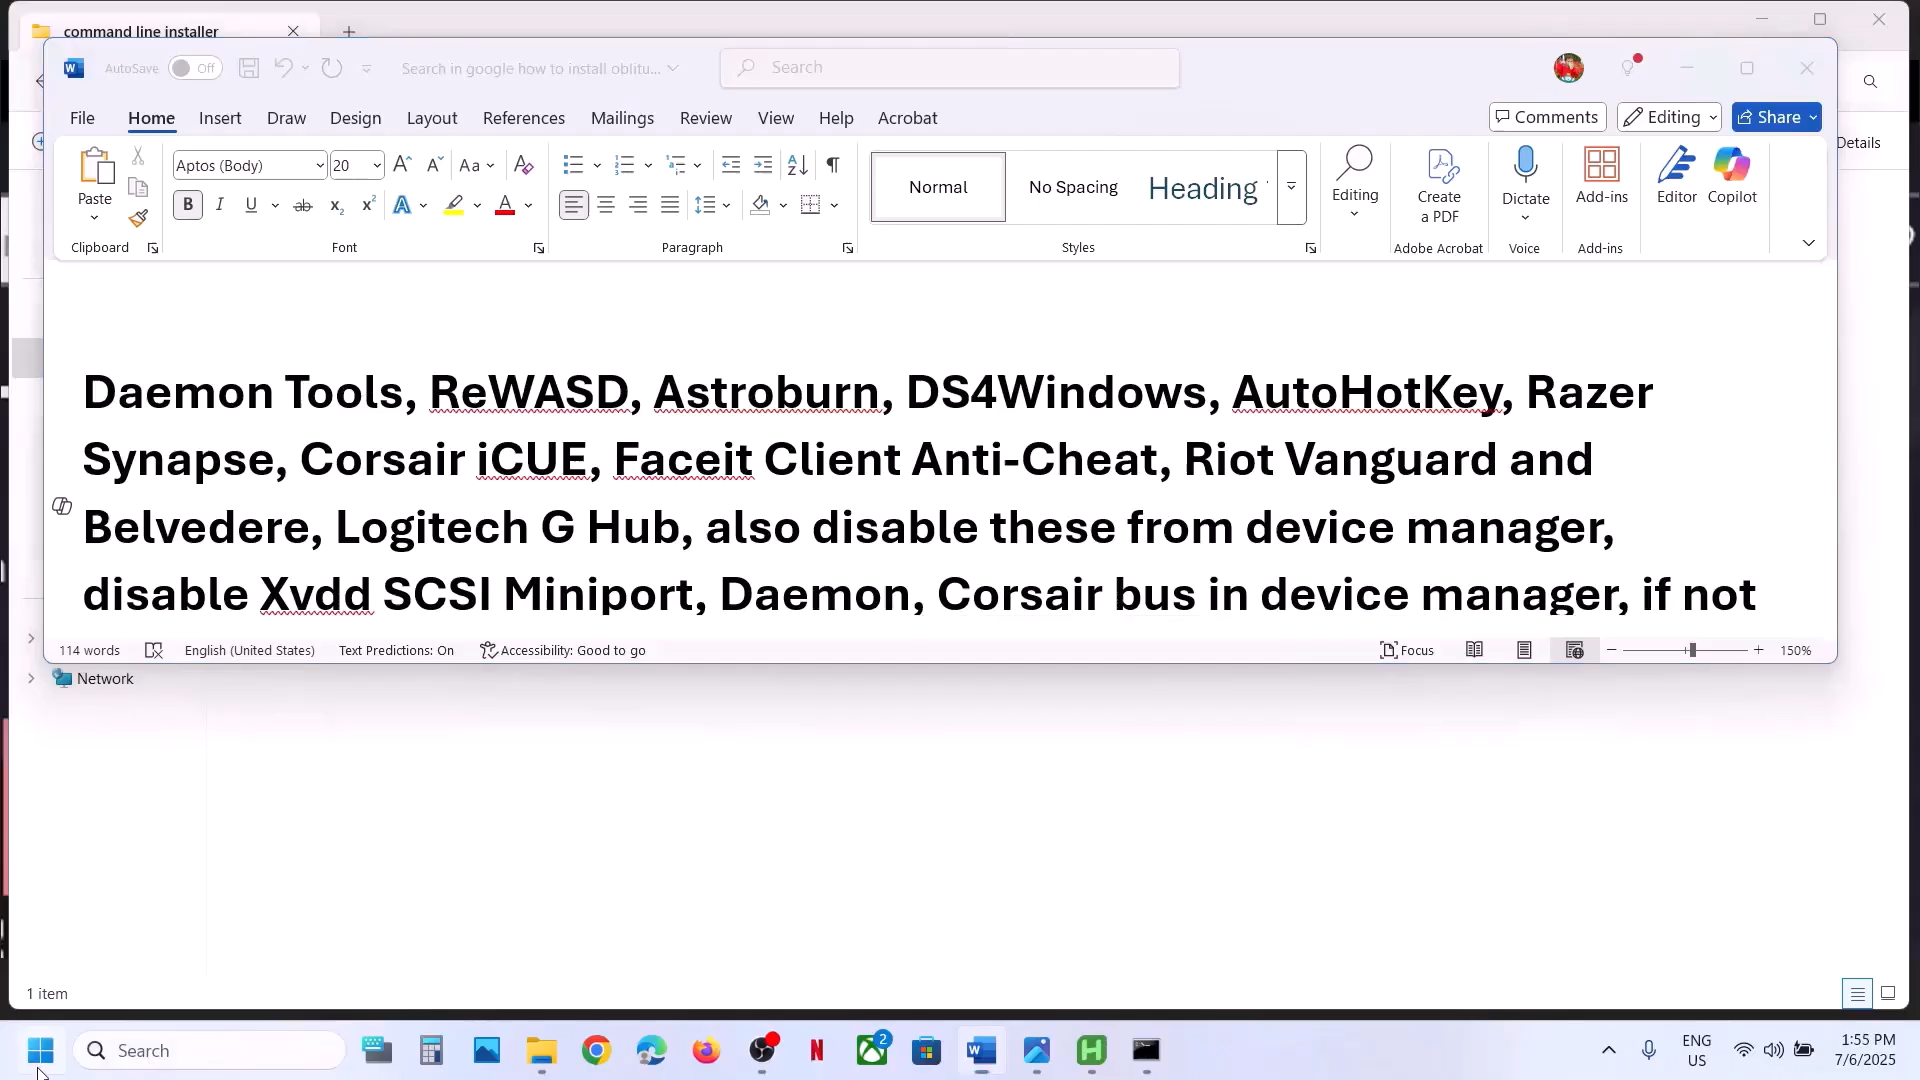 command line installer
AutoSave
Off
Search in google how to install oblitu...
Search
File
Home
Insert
Draw
Design
Layout
References
Mailings
Review
View
Help
Acrobat
Comments
Editing
Share
Details
Paste
Clipboard
Aptos (Body)
20
Aa
B I U ab x₂ x²
Font
Paragraph
Normal
No Spacing
Heading
Styles
Editing
Create
a PDF
Adobe Acrobat
Dictate
Voice
Add-ins
Add-ins
Editor
Copilot
Daemon Tools, ReWASD, Astroburn, DS4Windows, AutoHotKey, Razer
Synapse, Corsair iCUE, Faceit Client Anti-Cheat, Riot Vanguard and
Belvedere, Logitech G Hub, also disable these from device manager,
disable Xvdd SCSI Miniport, Daemon, Corsair bus in device manager, if not
114 words
English (United States)
Text Predictions: On
Accessibility: Good to go
Focus
150%
Network
1 item
Search
2
ENG
US
1:55 PM
7/6/2025